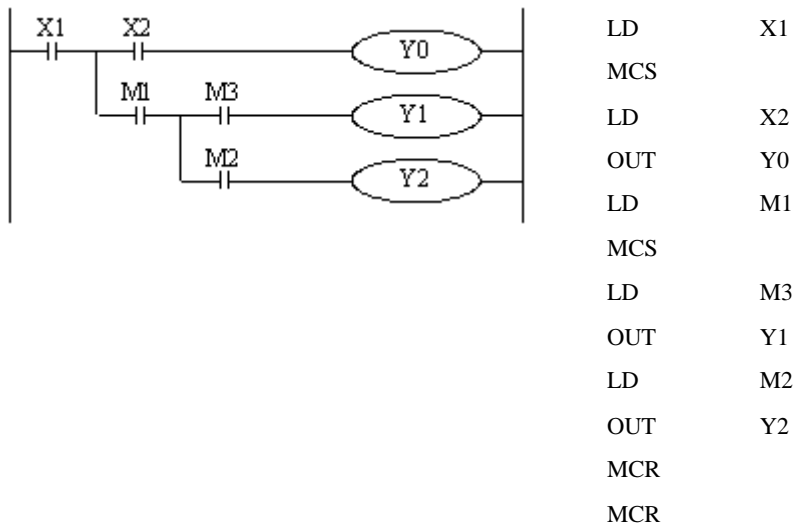 X1 X2 Y0
M1 M3 Y1
M2 Y2
LD X1
MCS
LD X2
OUT Y0
LD M1
MCS
LD M3
OUT Y1
LD M2
OUT Y2
MCR
MCR